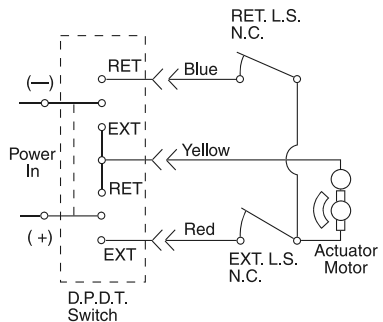 RET. L.S.
N.C.
RET
Blue
(—)
EXT
Yellow
Power
In
RET
(+)
Red
EXT
EXT. L.S.
N.C.
Actuator
Motor
D.P.D.T.
Switch